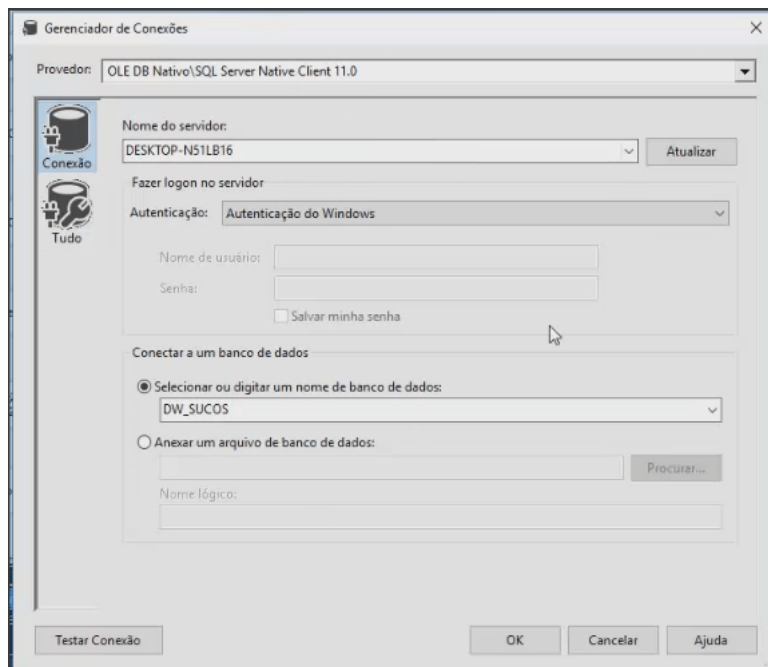 Gerenciador de Conexões
Provedor: OLE DB Nativo\SQL Server Native Client 11.0
Conexão
Tudo
Nome do servidor:
DESKTOP-N51LB16
Atualizar
Fazer logon no servidor
Autenticação: Autenticação do Windows
Nome de usuário:
Senha:
Salvar minha senha
Conectar a um banco de dados
Selecionar ou digitar um nome de banco de dados:
DW_SUCOS
Anexar um arquivo de banco de dados:
Procurar...
Nome lógico:
Testar Conexão
OK
Cancelar
Ajuda